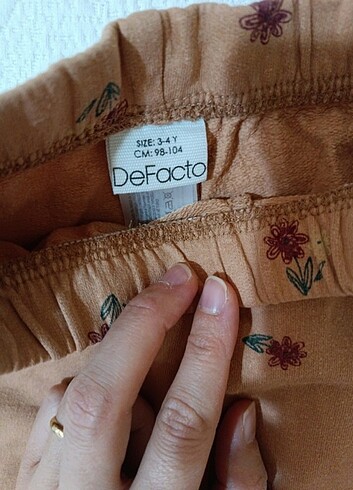 SIZE: 3-4 Y
CM: 98-104
DeFacto